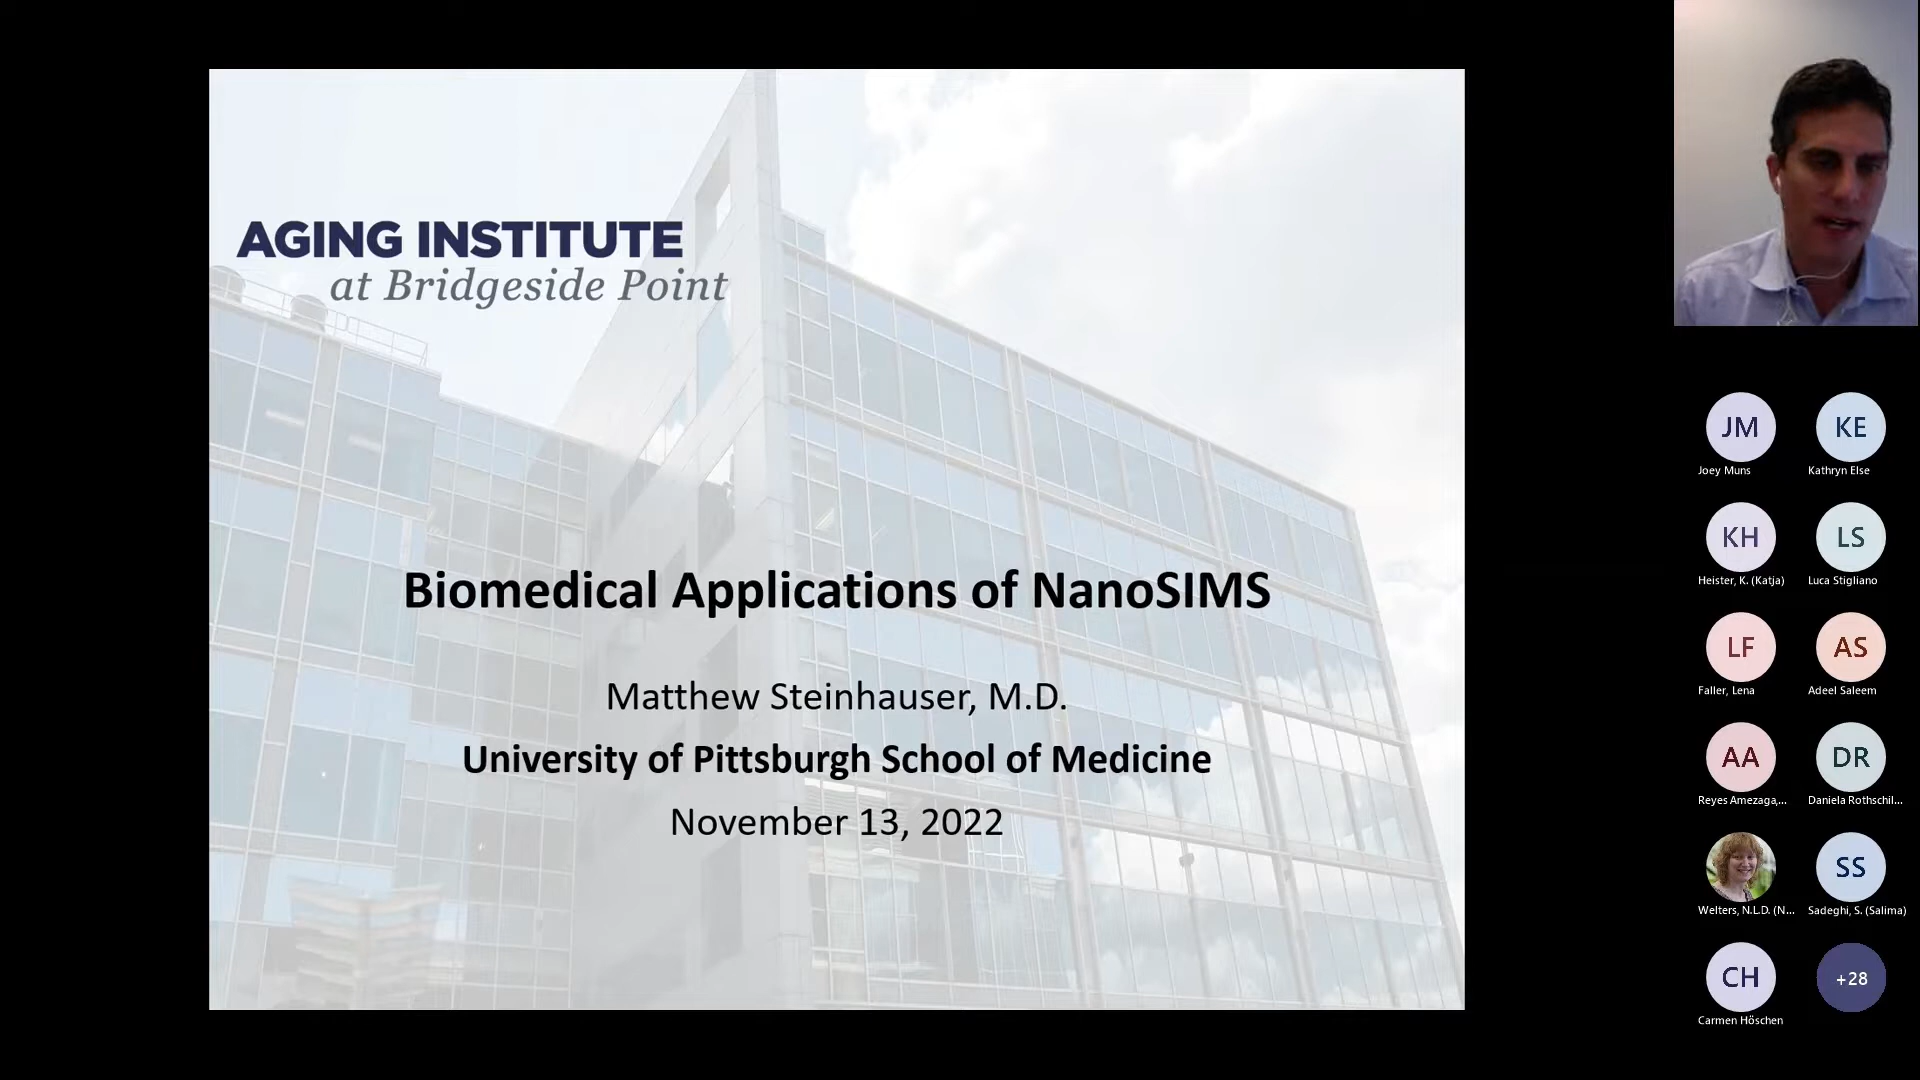 AGING INSTITUTE
at Bridgeside Point
Biomedical Applications of NanoSIMS
Matthew Steinhauser, M.D.
University of Pittsburgh School of Medicine
November 13, 2022
JM
Joey Muns
KE
Kathryn Else
KH
Heister, K. (Katja)
LS
Luca Stigliano
LF
Faller, Lena
AS
Adeel Saleem
AA
Reyes Amezaga,...
DR
Daniela Rothschil...
Welters, N.L.D. (N...
SS
Sadeghi, S. (Salima)
CH
Carmen Höschen
+28